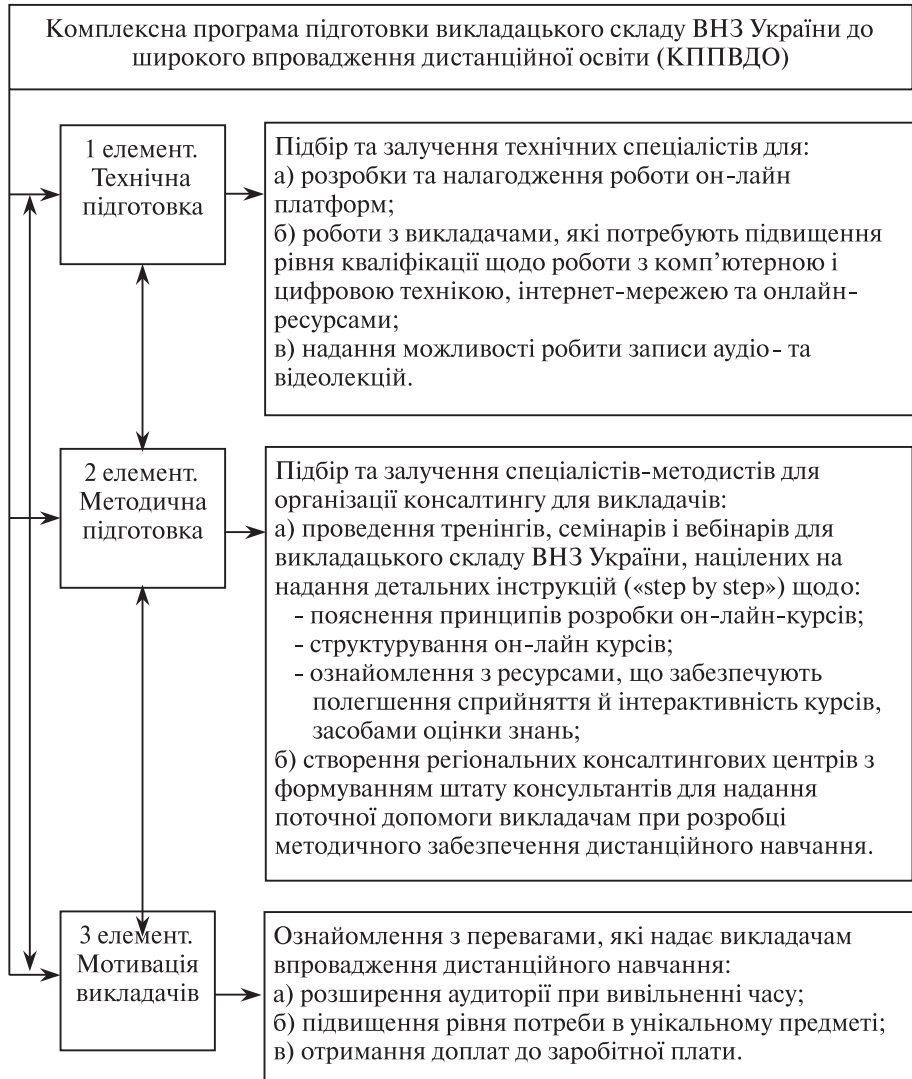 Комплексна програма підготовки викладацького складу ВНЗ України до
широкого впровадження дистанційної освіти (КППВДО)
1 елемент.
Технічна
підготовка
Підбір та залучення технічних спеціалістів для:
а) розробки та налагодження роботи он-лайн
платформ;
б) роботи з викладачами, які потребують підвищення
рівня кваліфікації щодо роботи з комп’ютерною і
цифровою технікою, інтернет-мережею та онлайн-
ресурсами;
в) надання можливості робити записи аудіо- та
відеолекцій.
2 елемент.
Методична
підготовка
Підбір та залучення спеціалістів-методистів для
організації консалтингу для викладачів:
а) проведення тренінгів, семінарів і вебінарів для
викладацького складу ВНЗ України, націлених на
надання детальних інструкцій («step by step») щодо:
- пояснення принципів розробки он-лайн-курсів;
- структурування он-лайн курсів;
- ознайомлення з ресурсами, що забезпечують
полегшення сприйняття й інтерактивність курсів,
засобами оцінки знань;
б) створення регіональних консалтингових центрів з
формуванням штату консультантів для надання
поточної допомоги викладачам при розробці
методичного забезпечення дистанційного навчання.
3 елемент.
Мотивація
викладачів
Ознайомлення з перевагами, які надає викладачам
впровадження дистанційного навчання:
а) розширення аудиторії при вивільненні часу;
б) підвищення рівня потреби в унікальному предметі;
в) отримання доплат до заробітної плати.